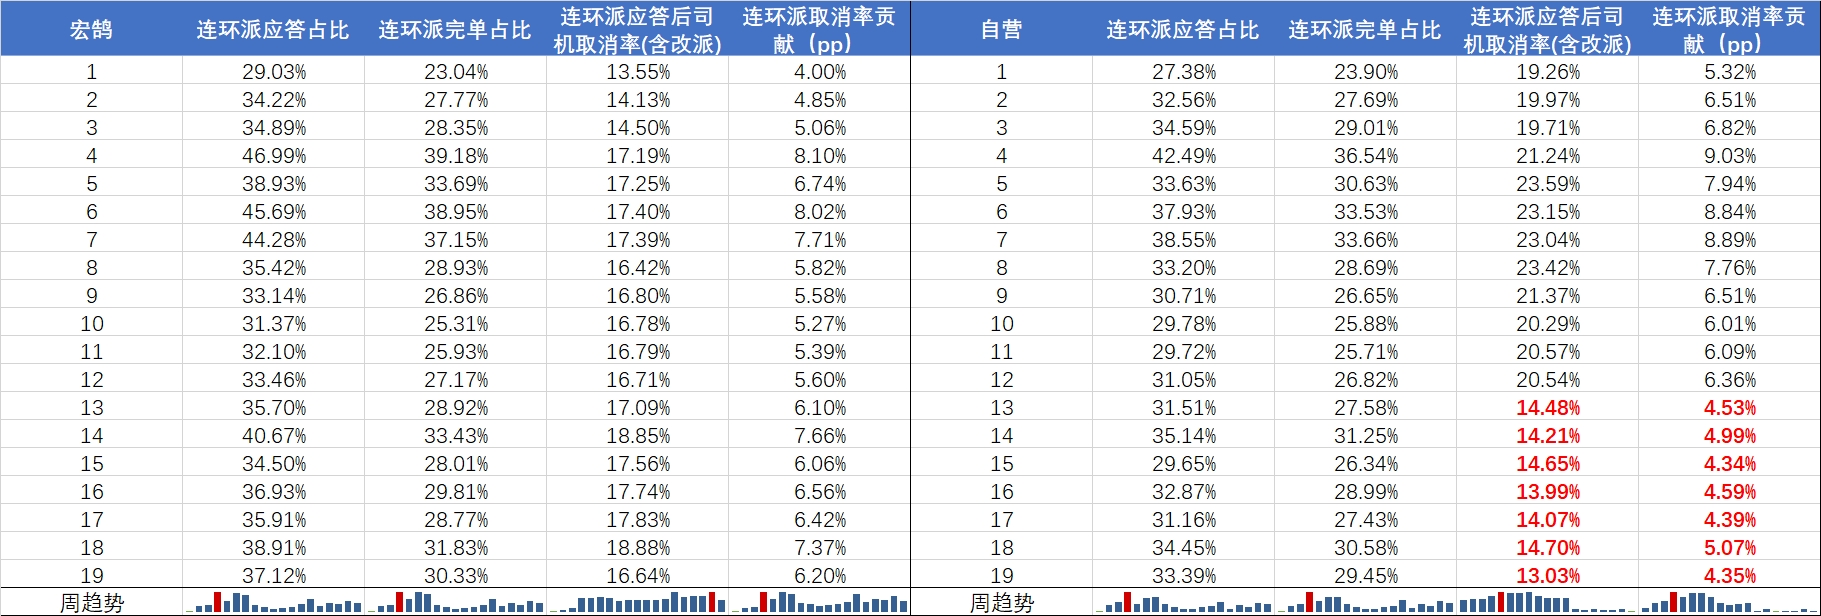 宏鹄 连环派应答占比 连环派完单占比 连环派应答后司机取消率(含改派) 连环派取消率贡献（pp） 自营 连环派应答占比 连环派完单占比 连环派应答后司机取消率(含改派) 连环派取消率贡献（pp）
1 29.03% 23.04% 13.55% 4.00% 1 27.38% 23.90% 19.26% 5.32%
2 34.22% 27.77% 14.13% 4.85% 2 32.56% 27.69% 19.97% 6.51%
3 34.89% 28.35% 14.50% 5.06% 3 34.59% 29.01% 19.71% 6.82%
4 46.99% 39.18% 17.19% 8.10% 4 42.49% 36.54% 21.24% 9.03%
5 38.93% 33.69% 17.25% 6.74% 5 33.63% 30.63% 23.59% 7.94%
6 45.69% 38.95% 17.40% 8.02% 6 37.93% 33.53% 23.15% 8.84%
7 44.28% 37.15% 17.39% 7.71% 7 38.55% 33.66% 23.04% 8.89%
8 35.42% 28.93% 16.42% 5.82% 8 33.20% 28.69% 23.42% 7.76%
9 33.14% 26.86% 16.80% 5.58% 9 30.71% 26.65% 21.37% 6.51%
10 31.37% 25.31% 16.78% 5.27% 10 29.78% 25.88% 20.29% 6.01%
11 32.10% 25.93% 16.79% 5.39% 11 29.72% 25.71% 20.57% 6.09%
12 33.46% 27.17% 16.71% 5.60% 12 31.05% 26.82% 20.54% 6.36%
13 35.70% 28.92% 17.09% 6.10% 13 31.51% 27.58% 14.48% 4.53%
14 40.67% 33.43% 18.85% 7.66% 14 35.14% 31.25% 14.21% 4.99%
15 34.50% 28.01% 17.56% 6.06% 15 29.65% 26.34% 14.65% 4.34%
16 36.93% 29.81% 17.74% 6.56% 16 32.87% 28.99% 13.99% 4.59%
17 35.91% 28.77% 17.83% 6.42% 17 31.16% 27.43% 14.07% 4.39%
18 38.91% 31.83% 18.88% 7.37% 18 34.45% 30.58% 14.70% 5.07%
19 37.12% 30.33% 16.64% 6.20% 19 33.39% 29.45% 13.03% 4.35%
周趋势 周趋势